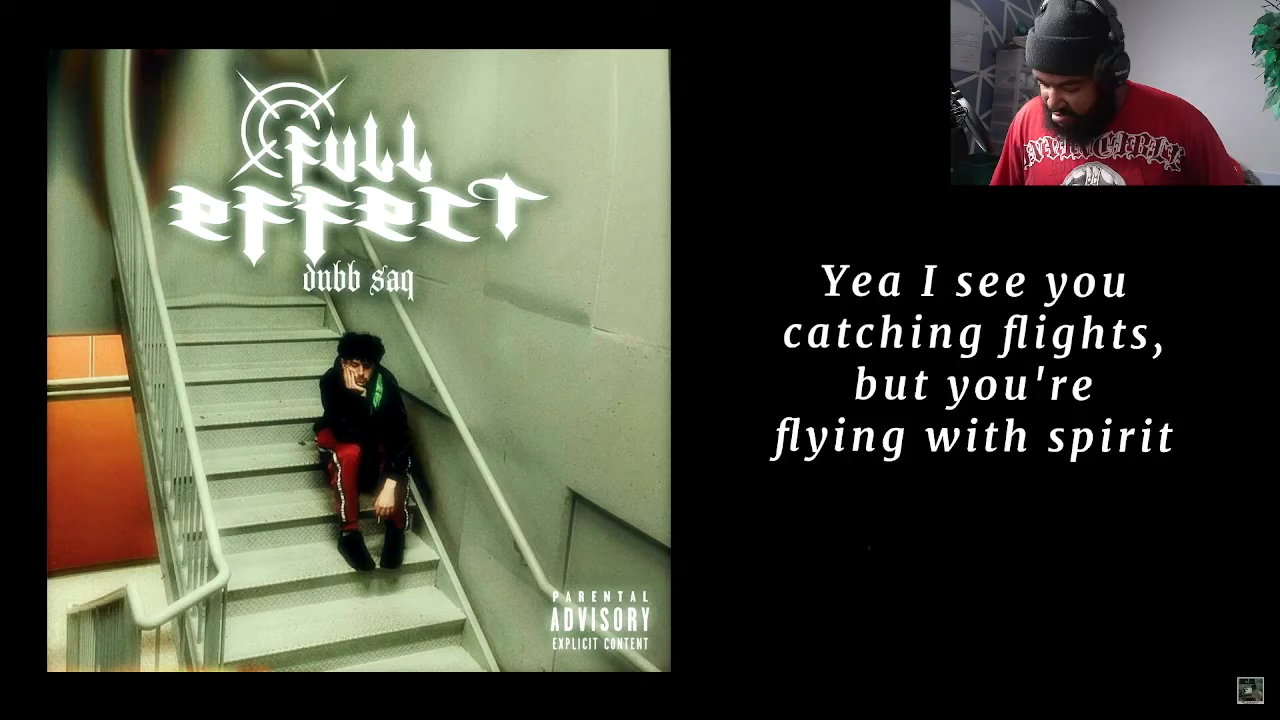 FULL
EFFECT
dubb saq
Yea I see you
catching flights,
but you're
flying with spirit
PARENTAL
ADVISORY
EXPLICIT CONTENT